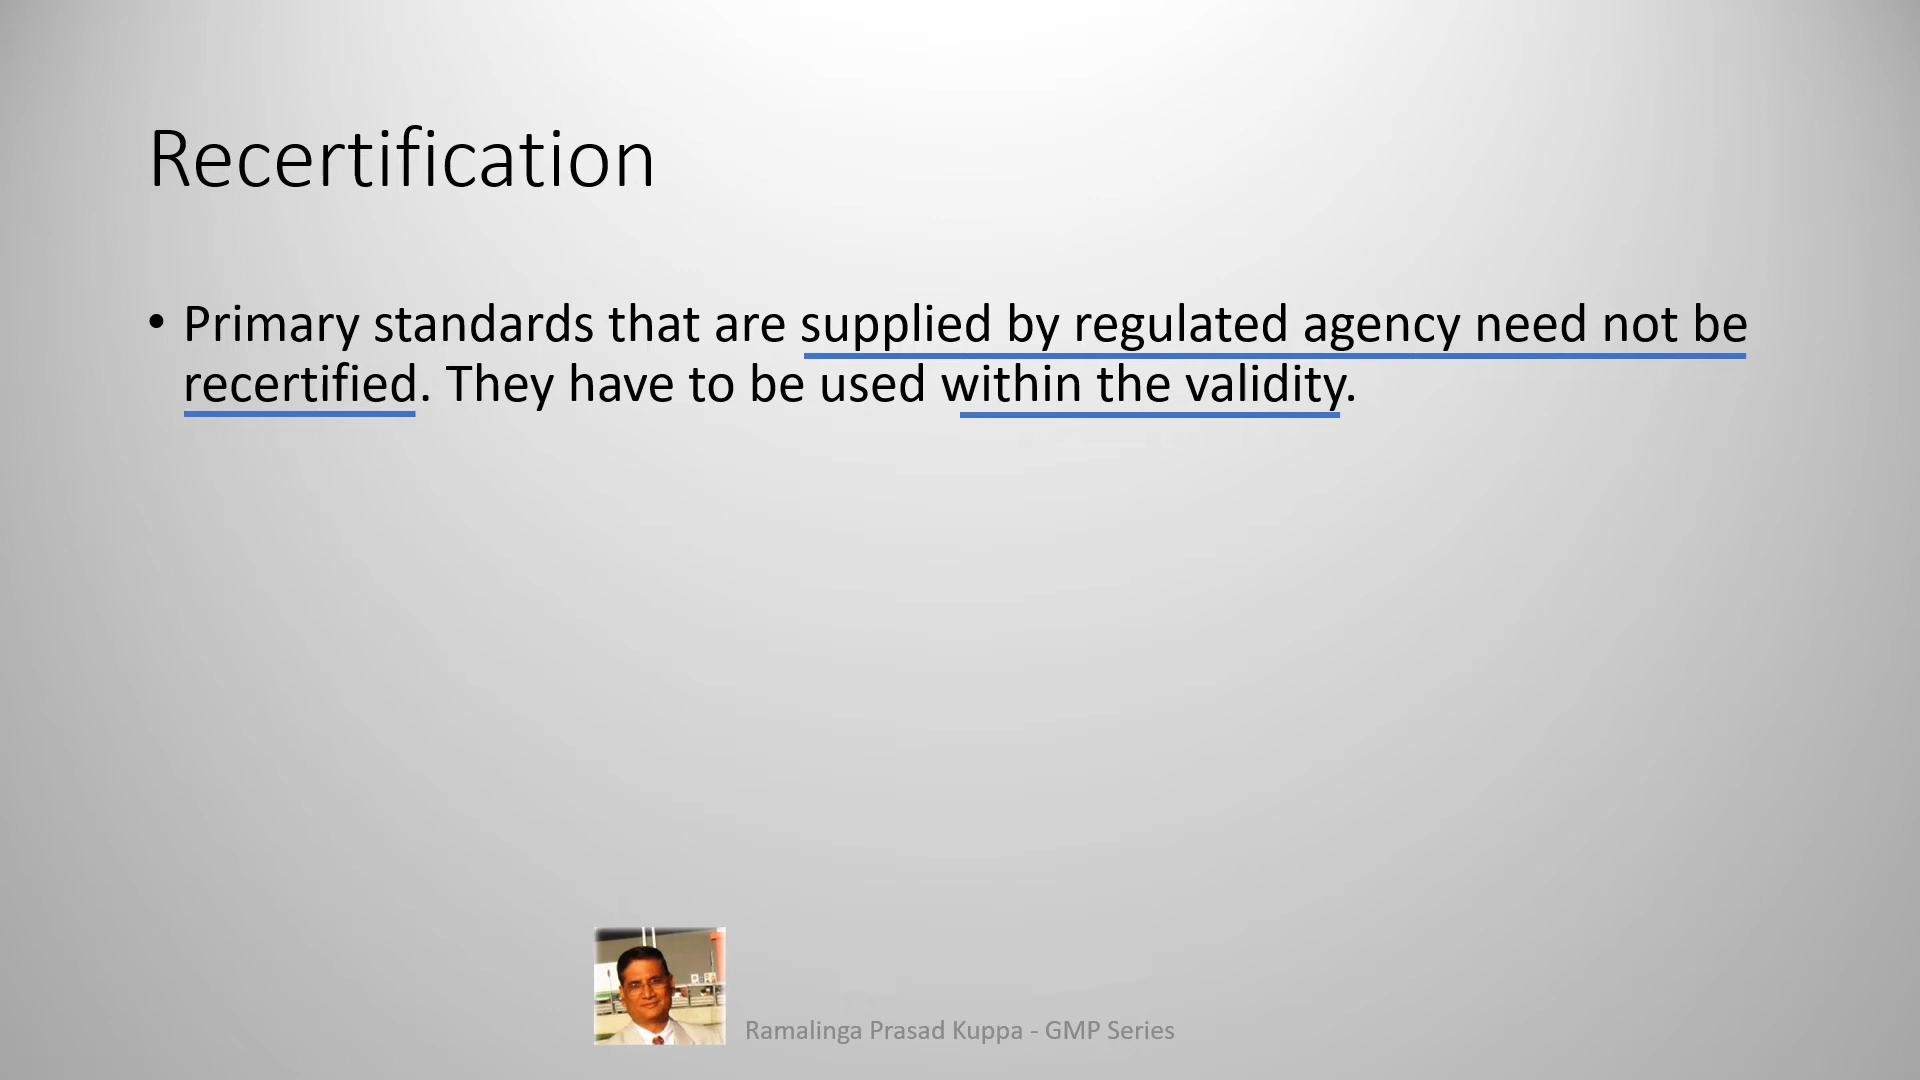 Recertification
• Primary standards that are supplied by regulated agency need not be
recertified. They have to be used within the validity.
Ramalinga Prasad Kuppa - GMP Series